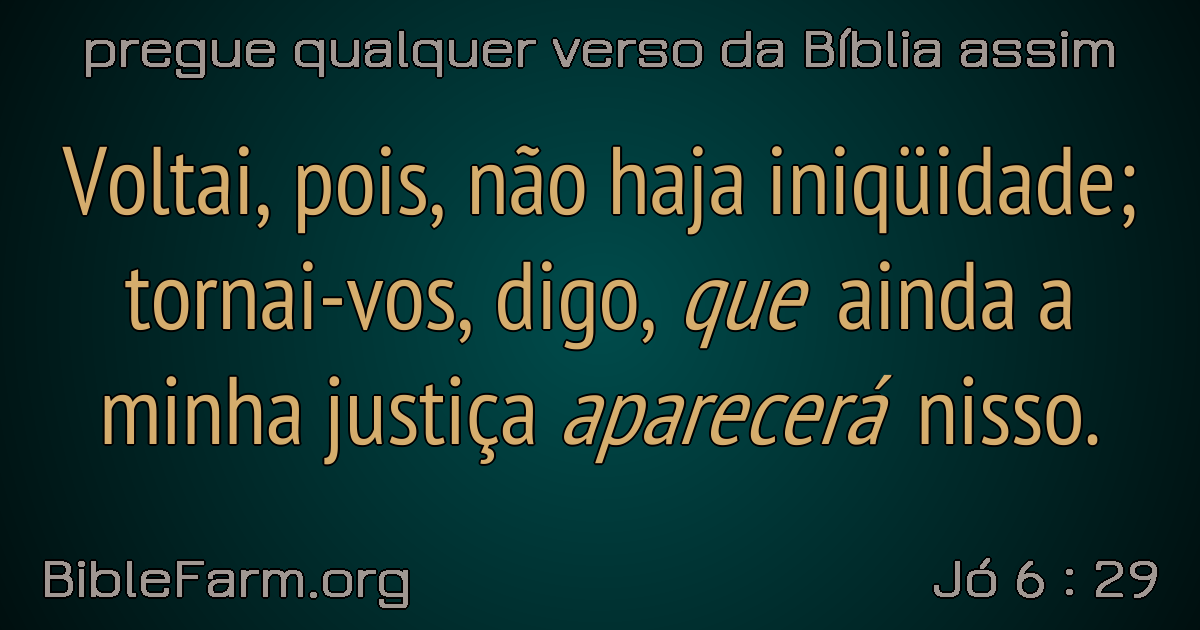 pregue qualquer verso da Bíblia assim
Voltai, pois, não haja iniqüidade;
tornai-vos, digo, que ainda a
minha justiça aparecerá nisso.
BibleFarm.org
Jó 6 : 29